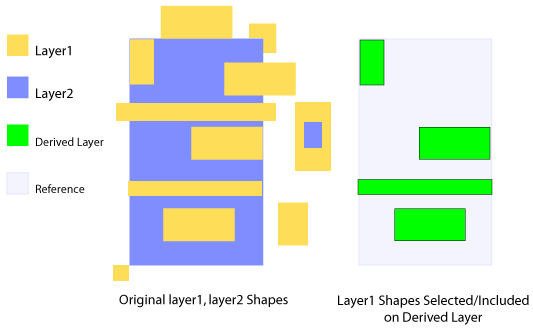 Layer1
Layer2
Derived Layer
Reference
Original layer1, layer2 Shapes
Layer1 Shapes Selected/Included
on Derived Layer